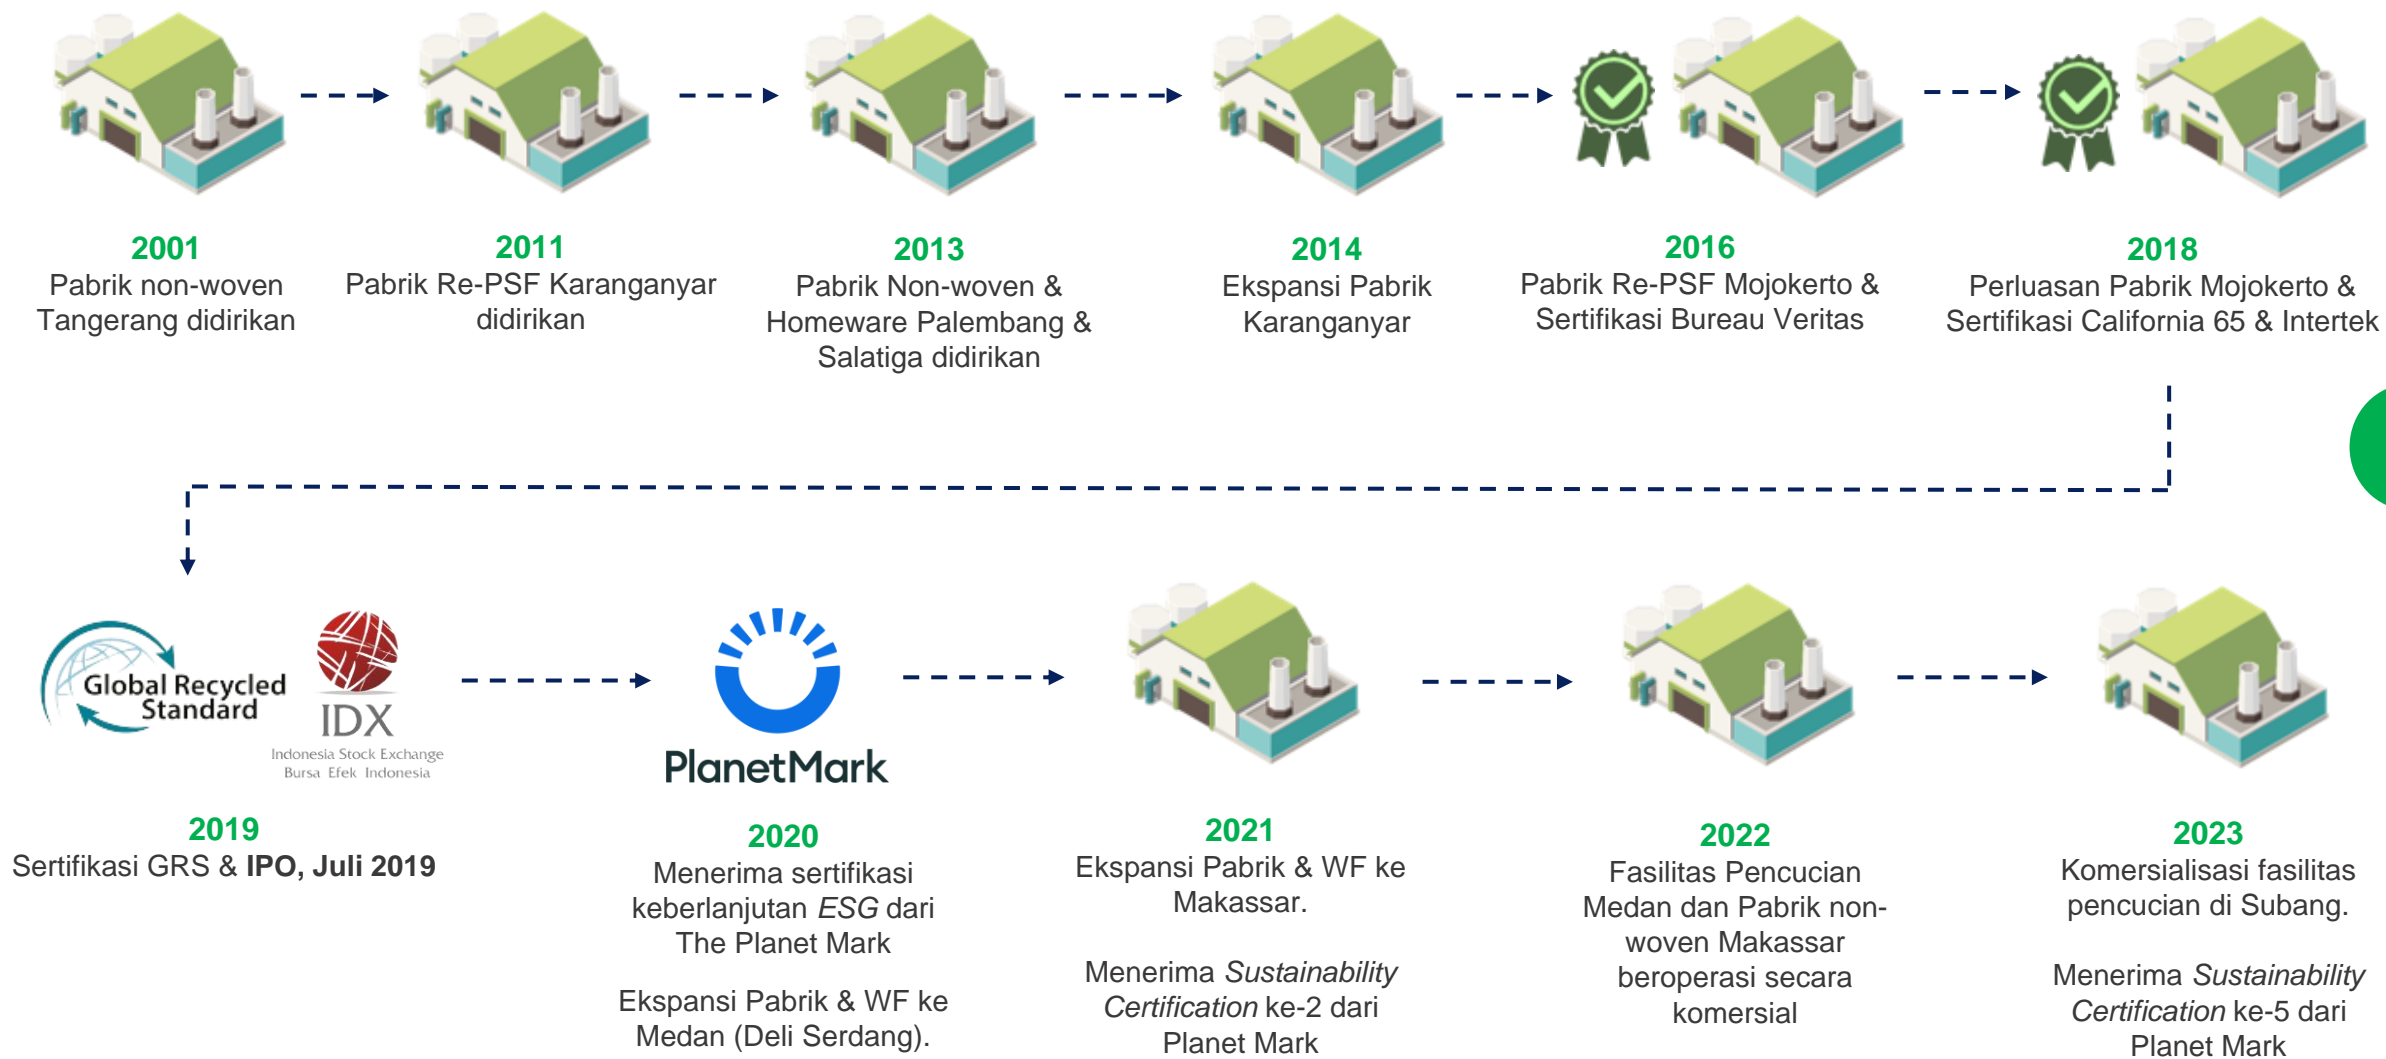 2001
Pabrik non-woven
Tangerang didirikan
2011
Pabrik Re-PSF Karanganyar
didirikan
2013
Pabrik Non-woven &
Homeware Palembang &
Salatiga didirikan
2014
Ekspansi Pabrik
Karanganyar
2016
Pabrik Re-PSF Mojokerto &
Sertifikasi Bureau Veritas
2018
Perluasan Pabrik Mojokerto &
Sertifikasi California 65 & Intertek
Global Recycled
Standard
IDX
Indonesia Stock Exchange
Bursa Efek Indonesia
2019
Sertifikasi GRS & IPO, Juli 2019
PlanetMark
2020
Menerima sertifikasi
keberlanjutan ESG dari
The Planet Mark
Ekspansi Pabrik & WF ke
Medan (Deli Serdang).
2021
Ekspansi Pabrik & WF ke
Makassar.
Menerima Sustainability
Certification ke-2 dari
Planet Mark
2022
Fasilitas Pencucian
Medan dan Pabrik non-
woven Makassar
beroperasi secara
komersial
2023
Komersialisasi fasilitas
pencucian di Subang.
Menerima Sustainability
Certification ke-5 dari
Planet Mark